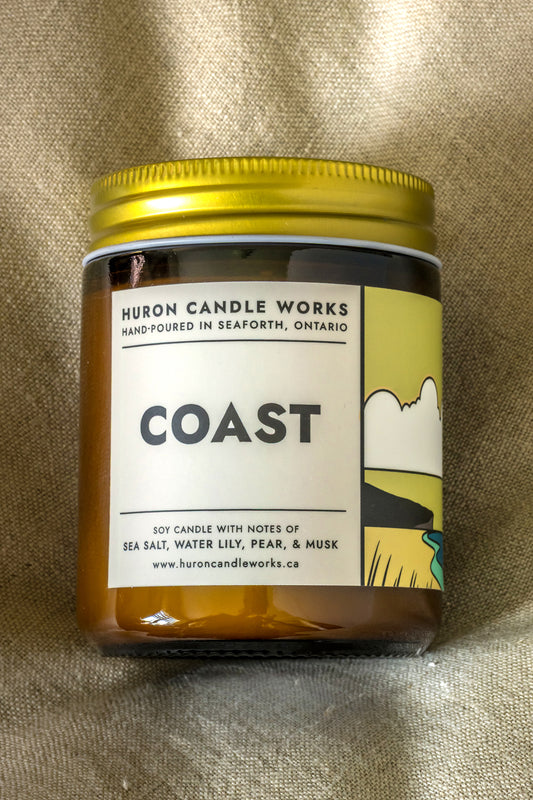 HURON CANDLE WORKS
HAND-POURED IN SEAFORTH, ONTARIO
COAST
SOY CANDLE WITH NOTES OF
SEA SALT, WATER LILY, PEAR, & MUSK
www.huroncandleworks.ca